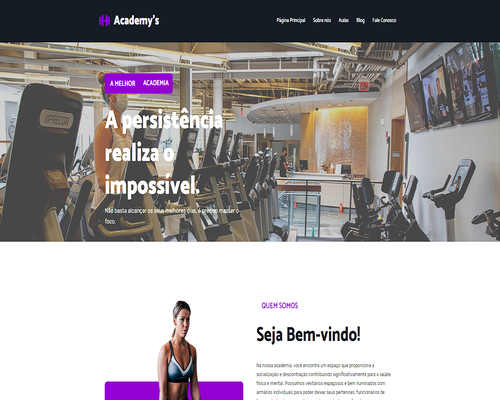 Academy's
Página Principal Sobre nós Aulas Blog Fale Conosco
A MELHOR ACADEMIA
A persistência
realiza o
impossível.
Não basta alcançar os seus melhores dias, é preciso manter o
foco.
PRECOR
QUEM SOMOS
Seja Bem-vindo!
Na nossa academia, você encontra um espaço que proporciona a
socialização e descontração contribuindo significativamente para a saúde
física e mental. Possuímos vestiários espaçosos e bem iluminados com
armários individuais para poder deixar seus pertences; funcionários de